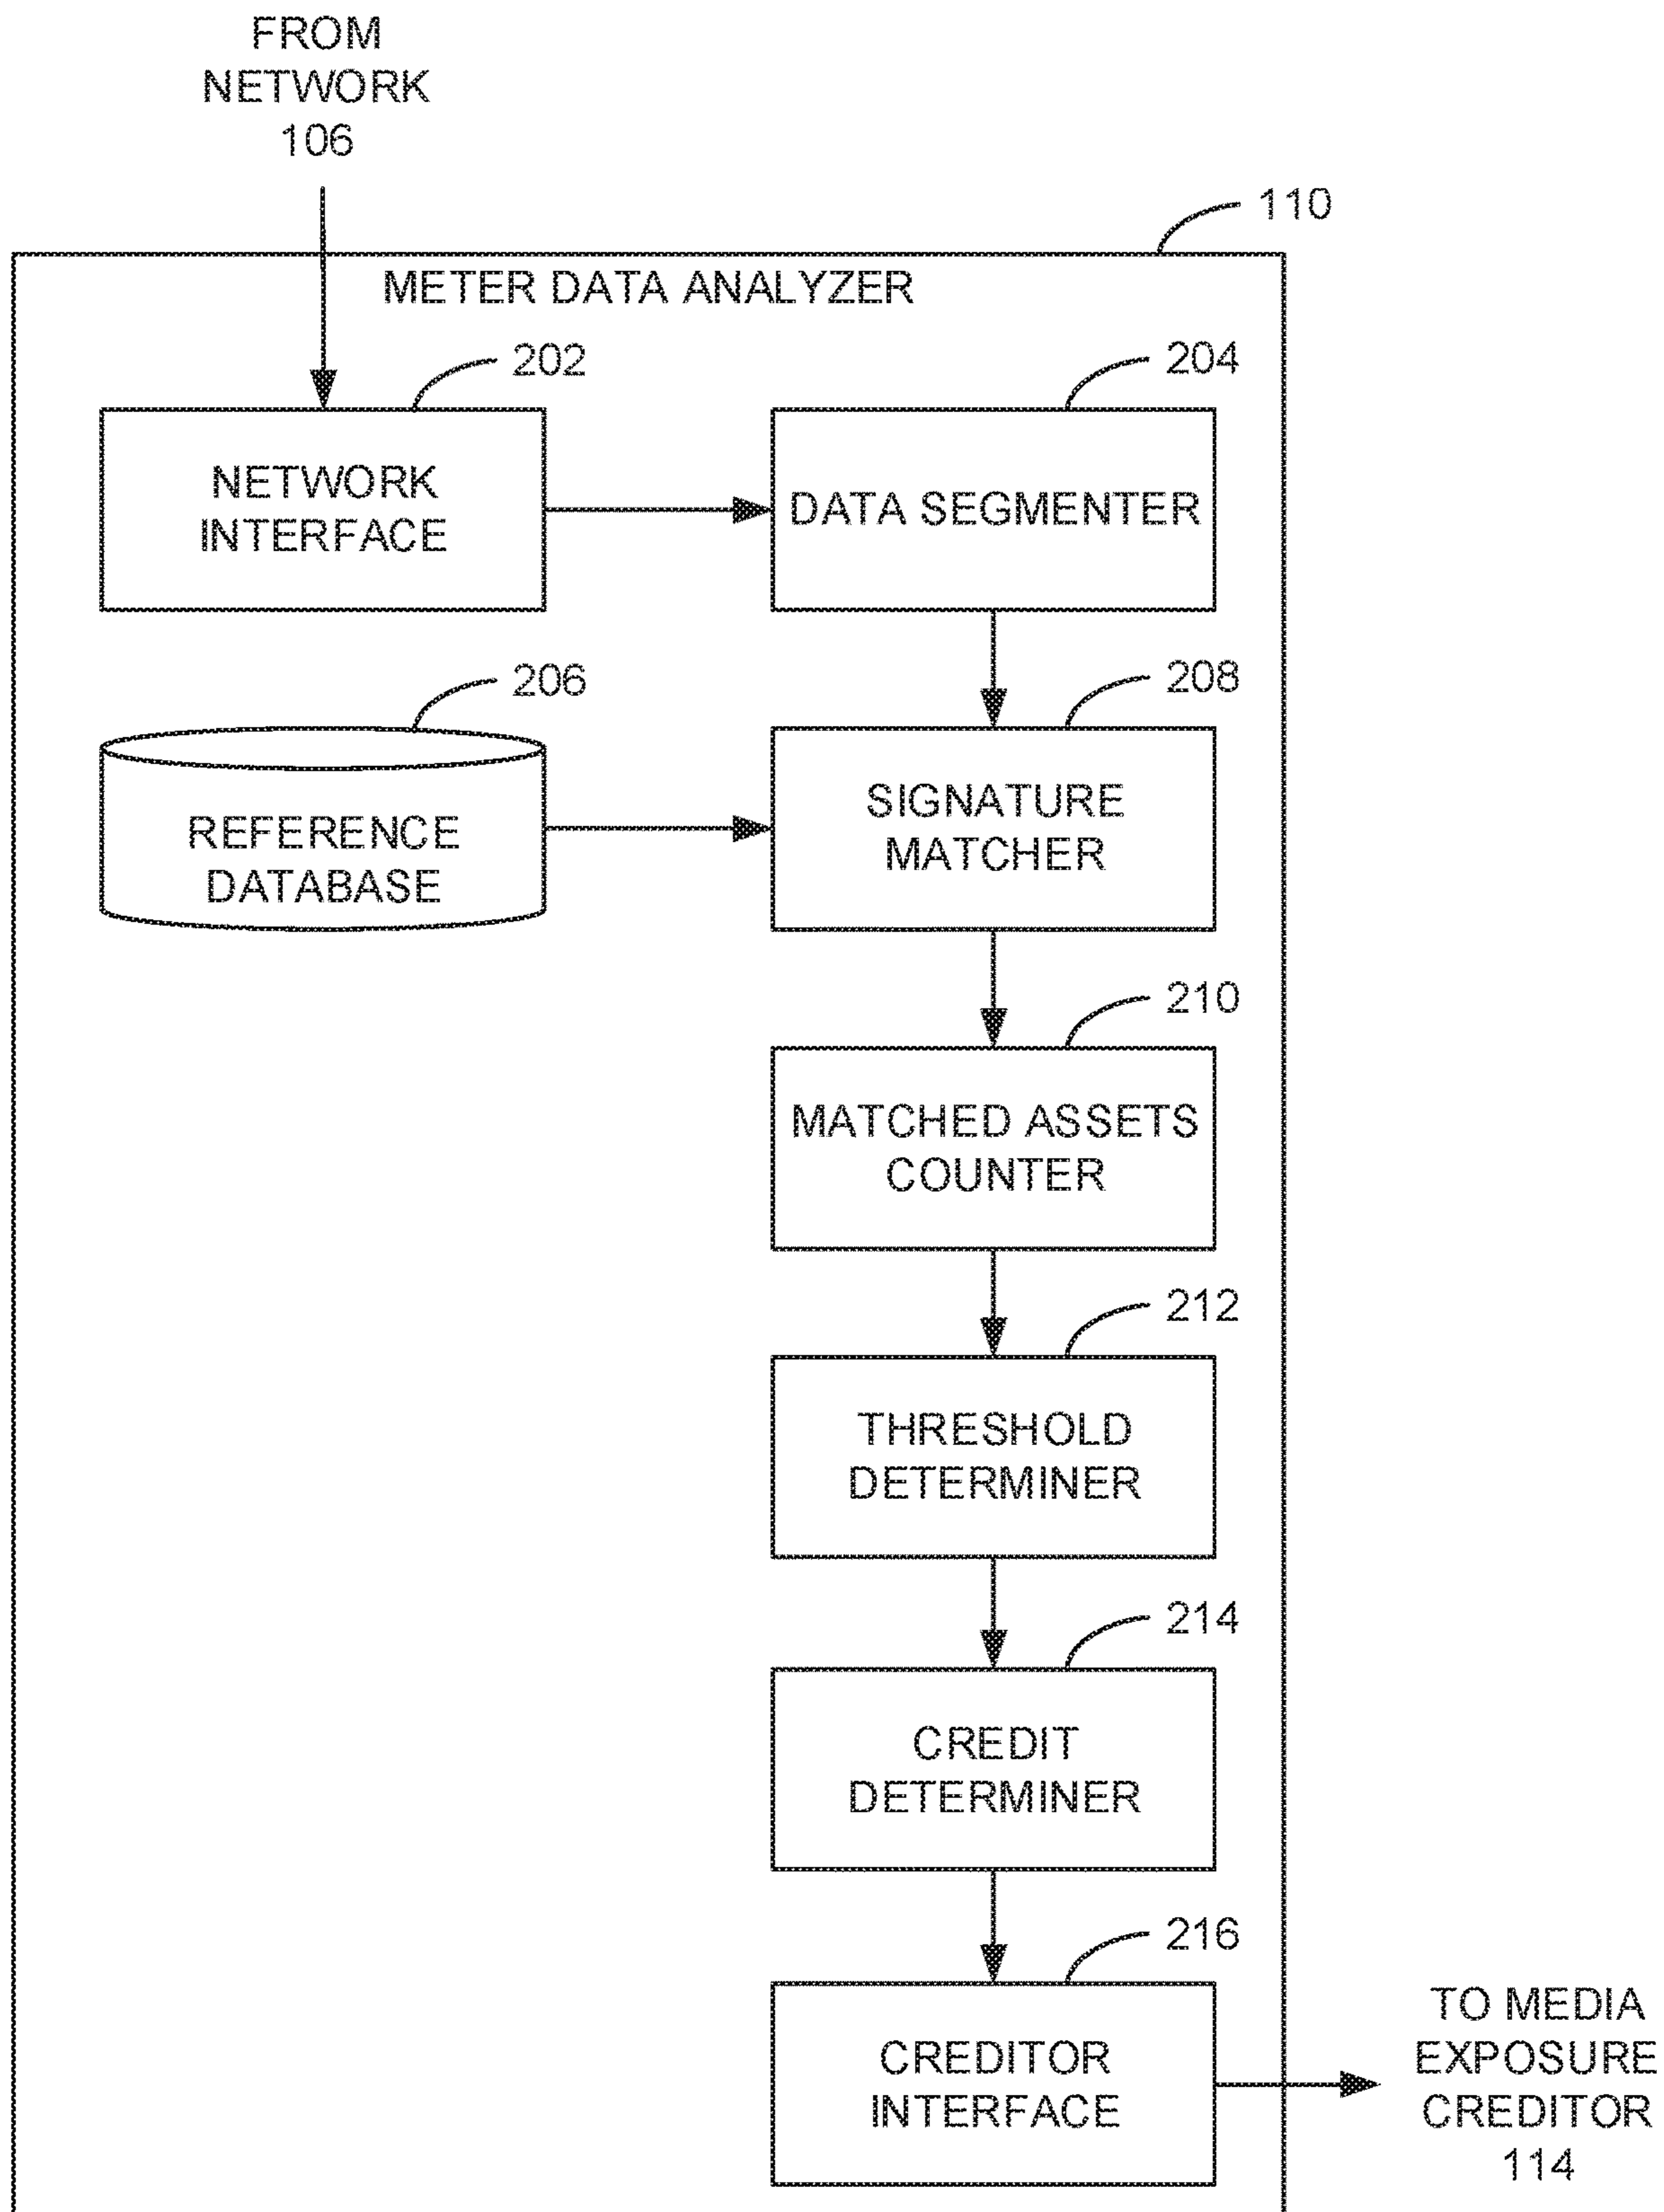 FROM
NETWORK
106
110
METER DATA ANALYZER
202
204
NETWORK
INTERFACE
DATA SEGMENTER
206
208
REFERENCE
DATABASE
SIGNATURE
MATCHER
210
MATCHED ASSETS
COUNTER
212
THRESHOLD
DETERMINER
214
CREDIT
DETERMINER
216
CREDITOR
INTERFACE
TO MEDIA
EXPOSURE
CREDITOR
114